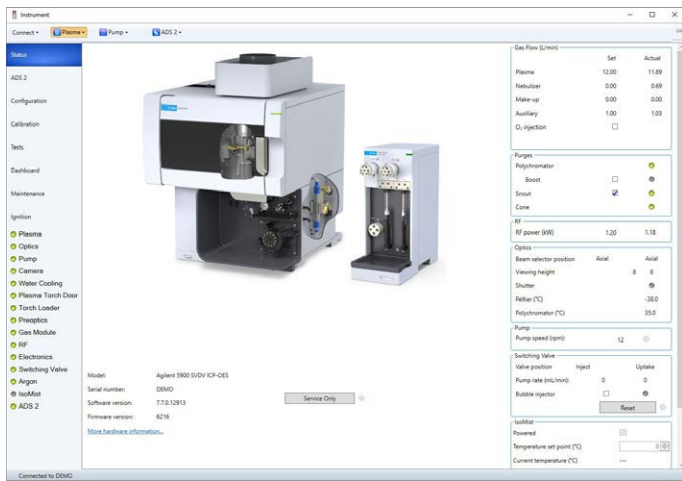 Instrument
Connect Plasma Pump ADS 2
Status
ADS 2
Configuration
Calibration
Tests
Dashboard
Maintenance
Ignition
Plasma
Optics
Pump
Camera
Water Cooling
Plasma Torch Door
Torch Loader
Preoptics
Gas Module
RF
Electronics
Switching Valve
Argon
IsoMist
ADS 2
Model: Agilent 5900 SVDV ICP-OES
Serial number: DEMO
Software version: 7.7.0.12913
Firmware version: 6216
More hardware information...
Service Only
Gas Flow (L/min)
Set Actual
Plasma 12.00 11.89
Nebulizer 0.00 0.69
Make-up 0.00 0.00
Auxiliary 1.00 1.03
O₂ injection
Purges
Polychromator
Boost
Snout
Cone
RF
RF power (kW) 1.20 1.18
Optics
Beam selector position Axial Axial
Viewing height 8 8
Shutter
Peltier (°C) -38.0
Polychromator (°C) 35.0
Pump
Pump speed (rpm): 12
Switching Valve
Valve position Inject Uptake
Pump rate (mL/min): 0 0
Bubble injector
Reset
IsoMist
Powered
Temperature set point (°C) 0
Current temperature (°C) ---
Connected to DEMO